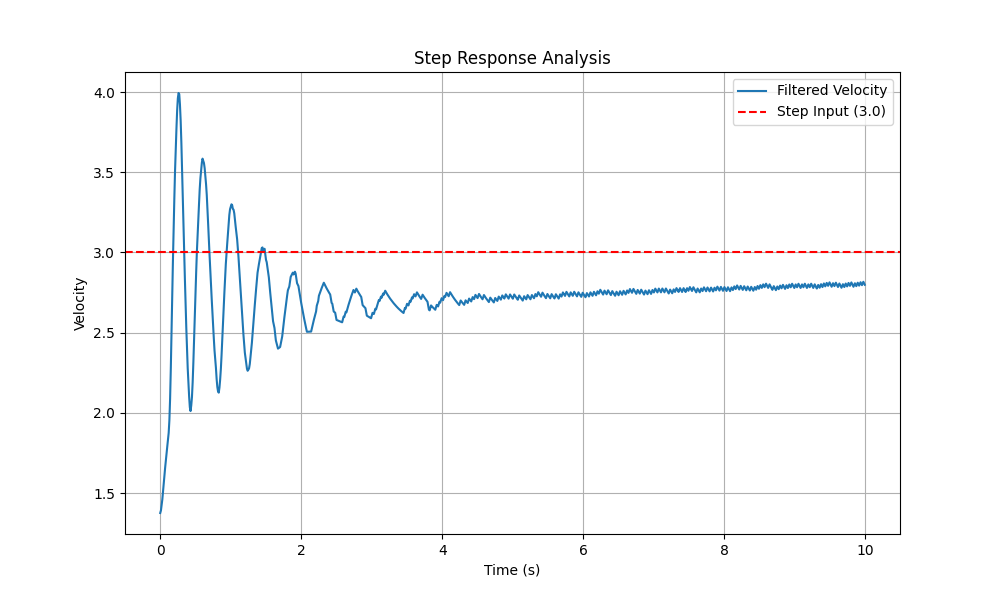 Step Response Analysis
Filtered Velocity
Step Input (3.0)
Velocity
4.0
3.5
3.0
2.5
2.0
1.5
0 2 4 6 8 10
Time (s)